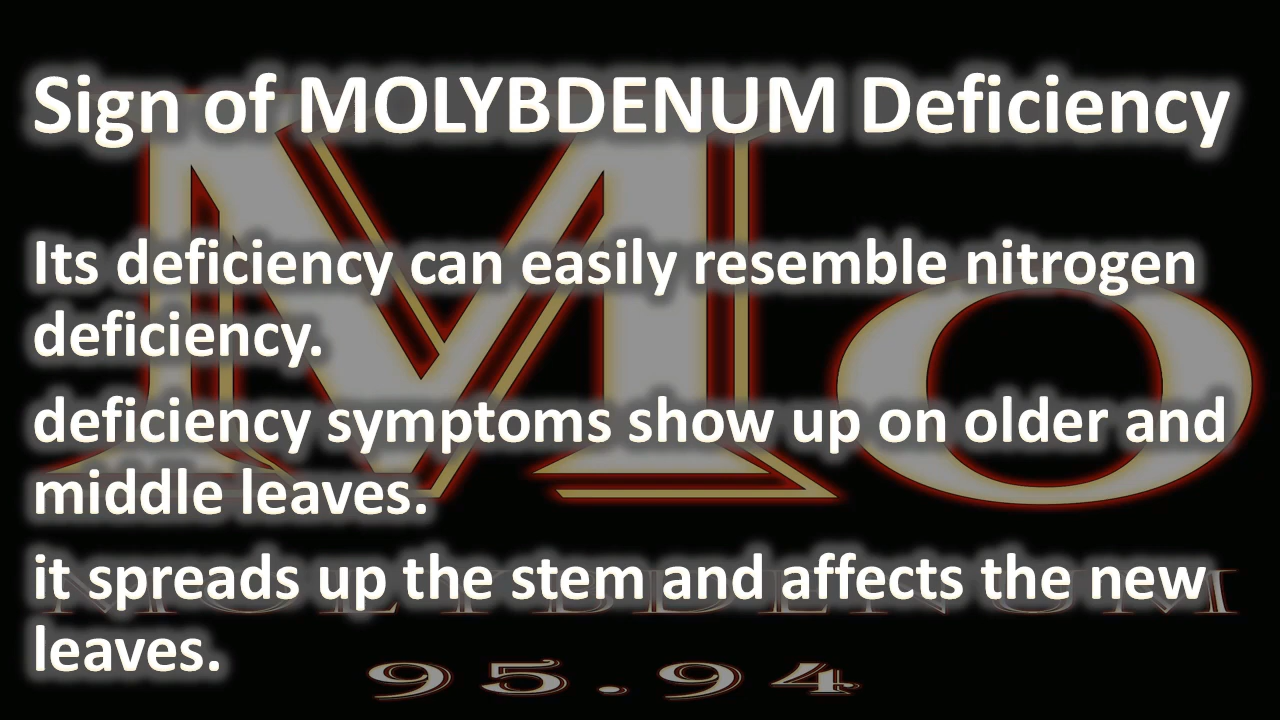 Sign of MOLYBDENUM Deficiency
Its deficiency can easily resemble nitrogen
deficiency.
deficiency symptoms show up on older and
middle leaves.
it spreads up the stem and affects the new
leaves.
Mo
MOLYBDENUM
95.94